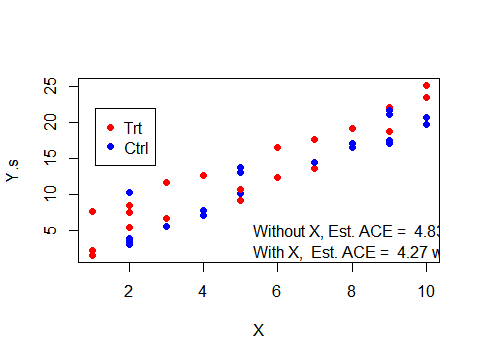 Y.s
25
20
15
10
5
Trt
Ctrl
Without X, Est. ACE = 4.83
With X, Est. ACE = 4.27 w
2 4 6 8 10
X